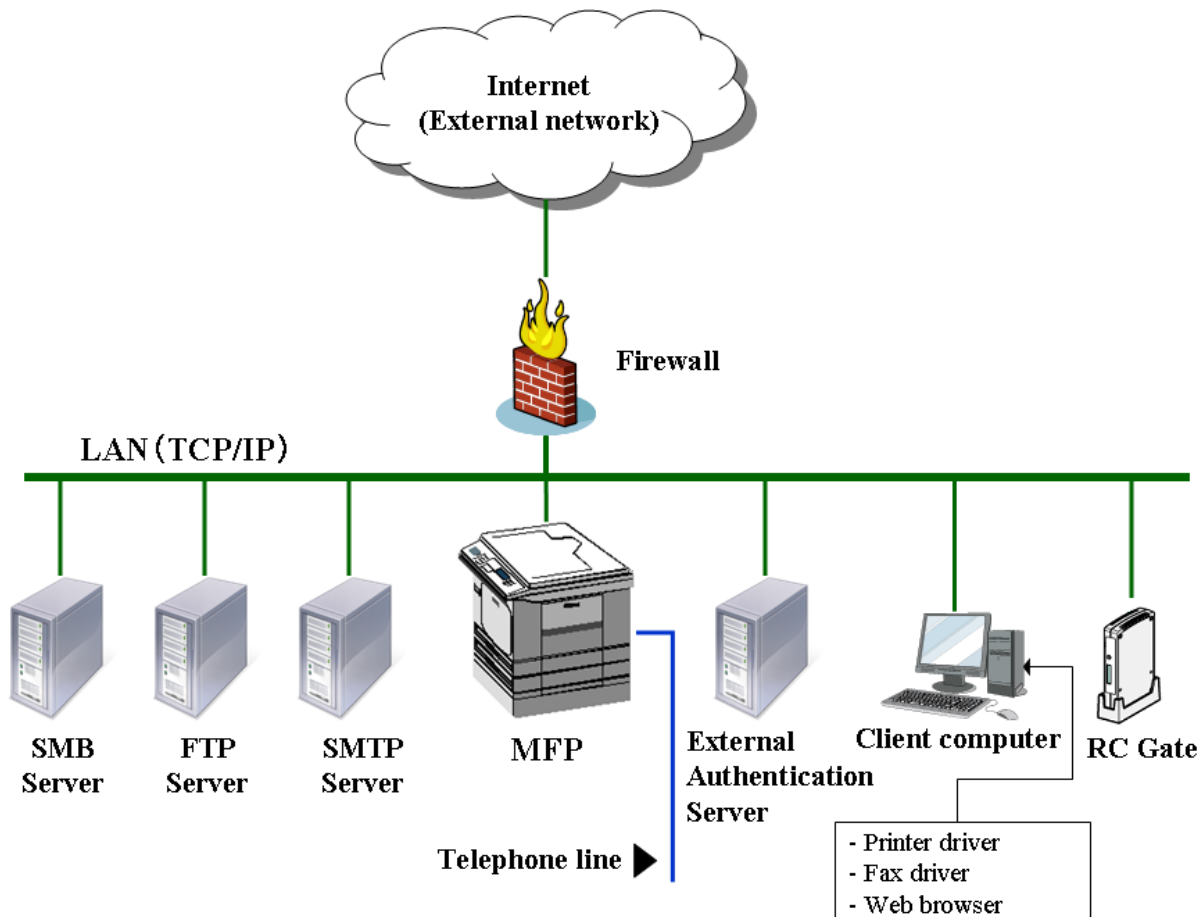 Internet
(External network)
Firewall
LAN（TCP/IP）
SMB
Server
FTP
Server
SMTP
Server
MFP
External
Authentication
Server
Client computer
RC Gate
Telephone line
- Printer driver
- Fax driver
- Web browser